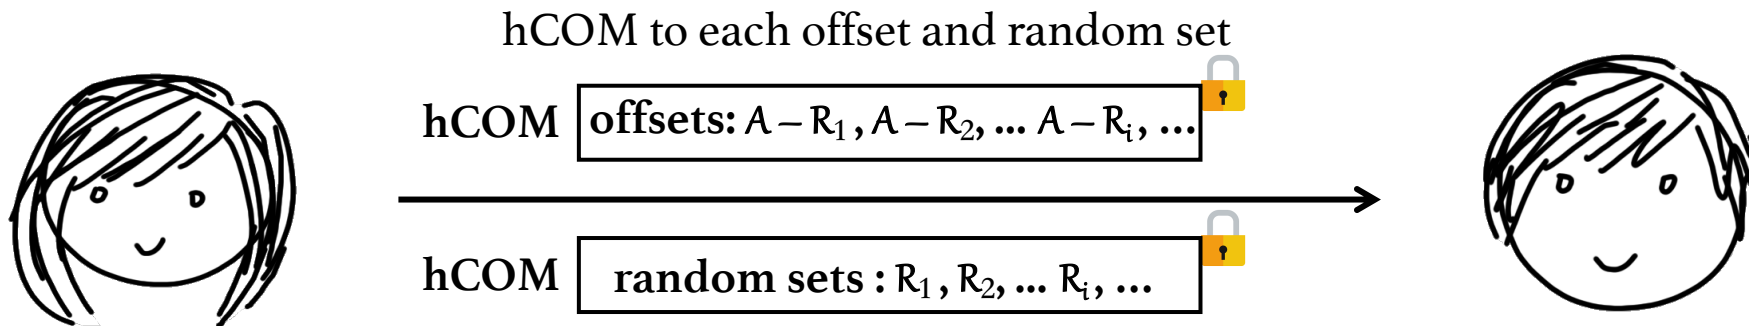 hCOM to each offset and random set
hCOM offsets: A – R₁, A – R₂, ... A – Rᵢ, ...
hCOM random sets : R₁, R₂, ... Rᵢ, ...